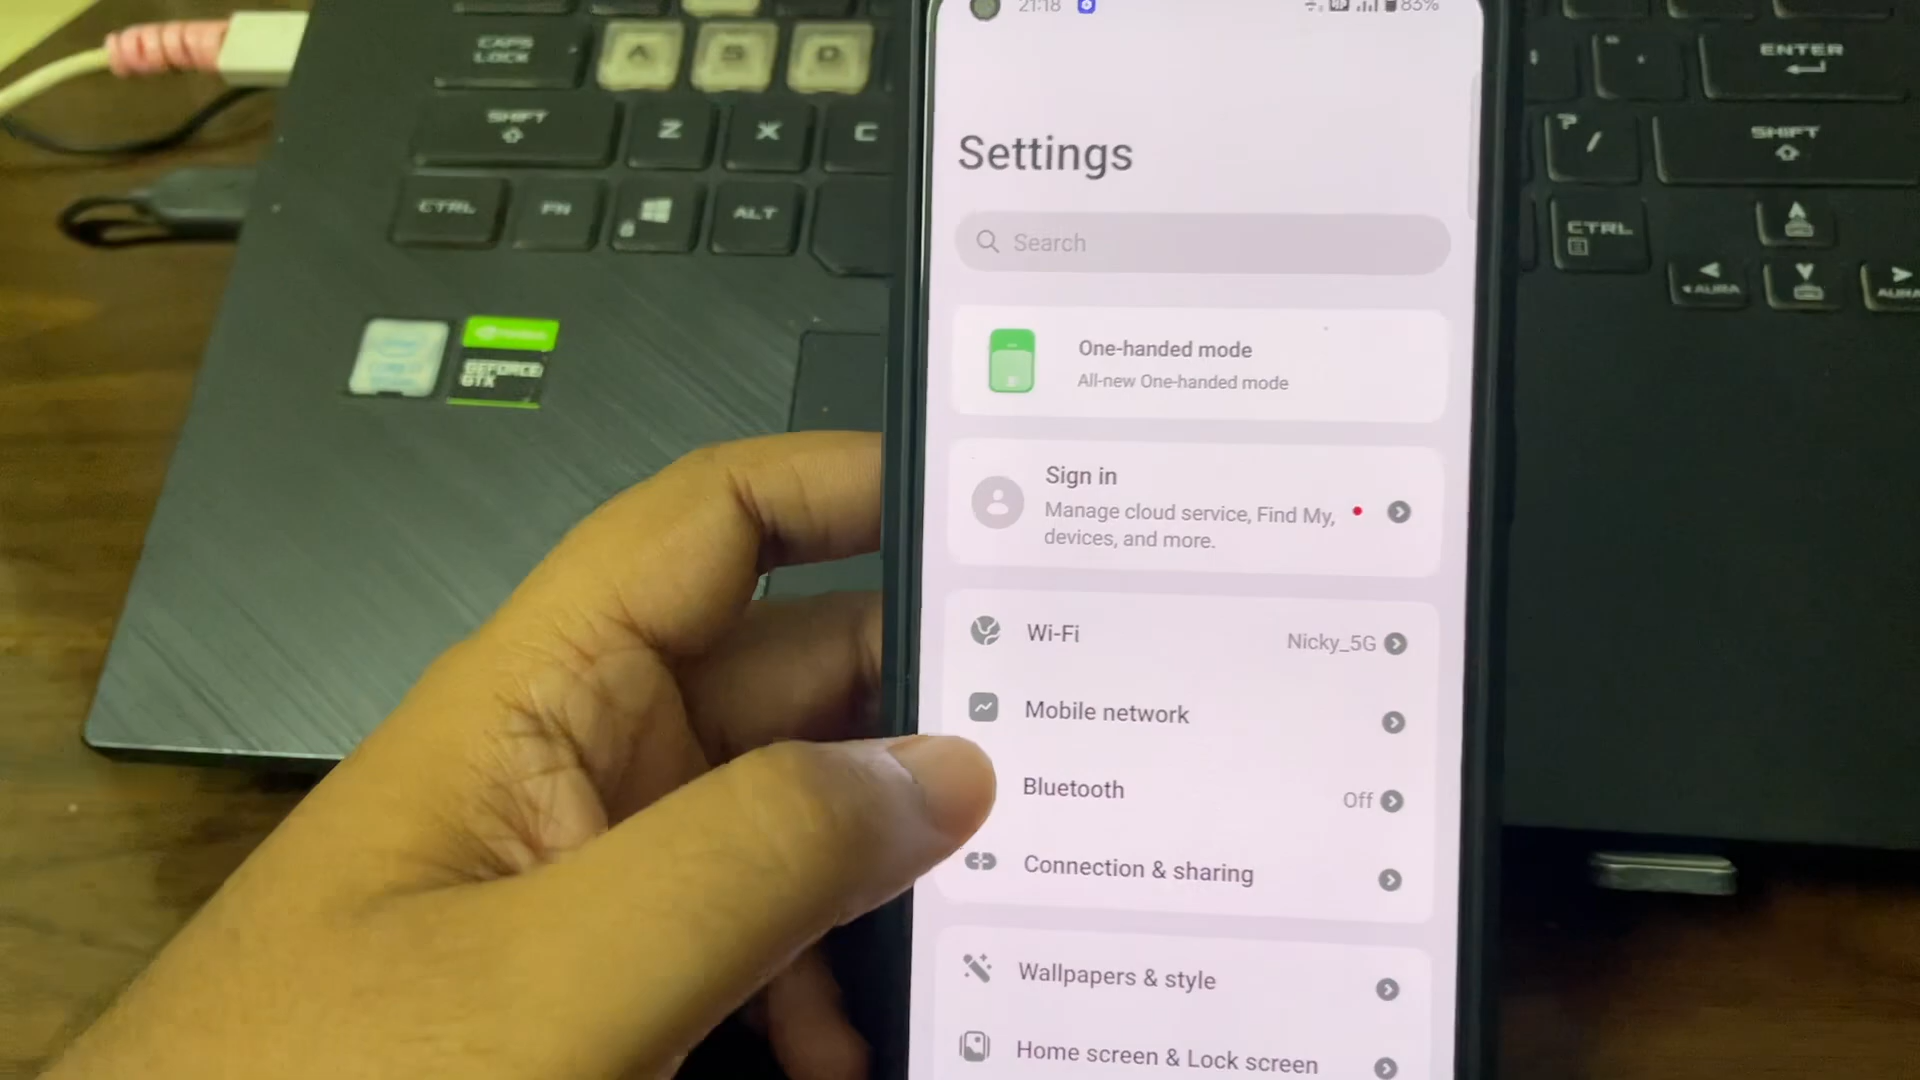 21:18
83%
CAPS
LOCK
A
S
D
ENTER
SHIFT
Z
X
C
?
/
SHIFT
CTRL
FN
ALT
CTRL
AURA
AURA
GEFORCE
GTX
Settings
Search
One-handed mode
All-new One-handed mode
Sign in
Manage cloud service, Find My,
devices, and more.
Wi-Fi
Nicky_5G
Mobile network
Bluetooth
Off
Connection & sharing
Wallpapers & style
Home screen & Lock screen